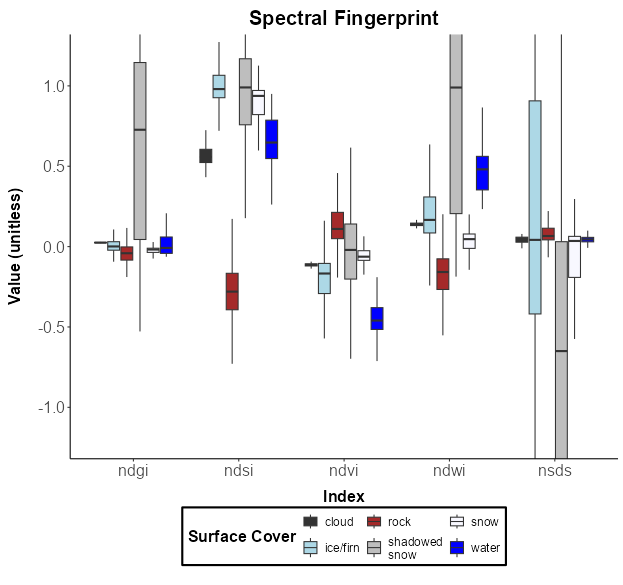 Spectral Fingerprint
Value (unitless)
1.0
0.5
0.0
-0.5
-1.0
ndgi ndsi ndvi ndwi nsds
Index
Surface Cover
cloud rock snow
ice/firn shadowed snow water